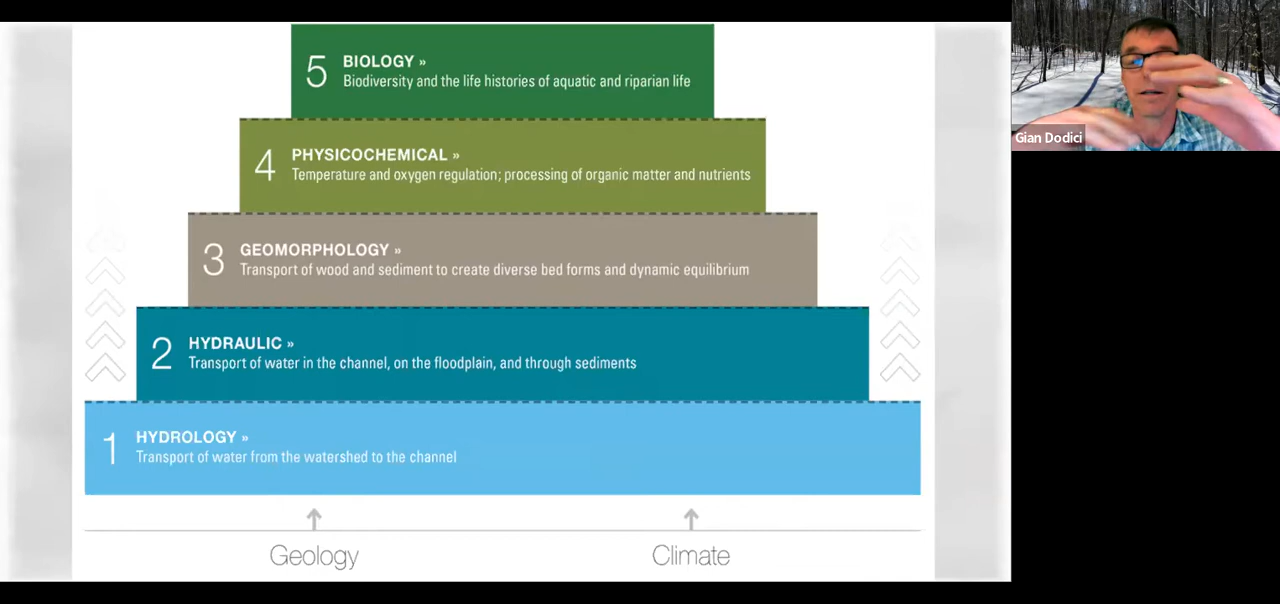 5
BIOLOGY »
Biodiversity and the life histories of aquatic and riparian life
Gian Dodici
4
PHYSICOCHEMICAL »
Temperature and oxygen regulation; processing of organic matter and nutrients
3
GEOMORPHOLOGY »
Transport of wood and sediment to create diverse bed forms and dynamic equilibrium
2
HYDRAULIC »
Transport of water in the channel, on the floodplain, and through sediments
1
HYDROLOGY »
Transport of water from the watershed to the channel
Geology
Climate